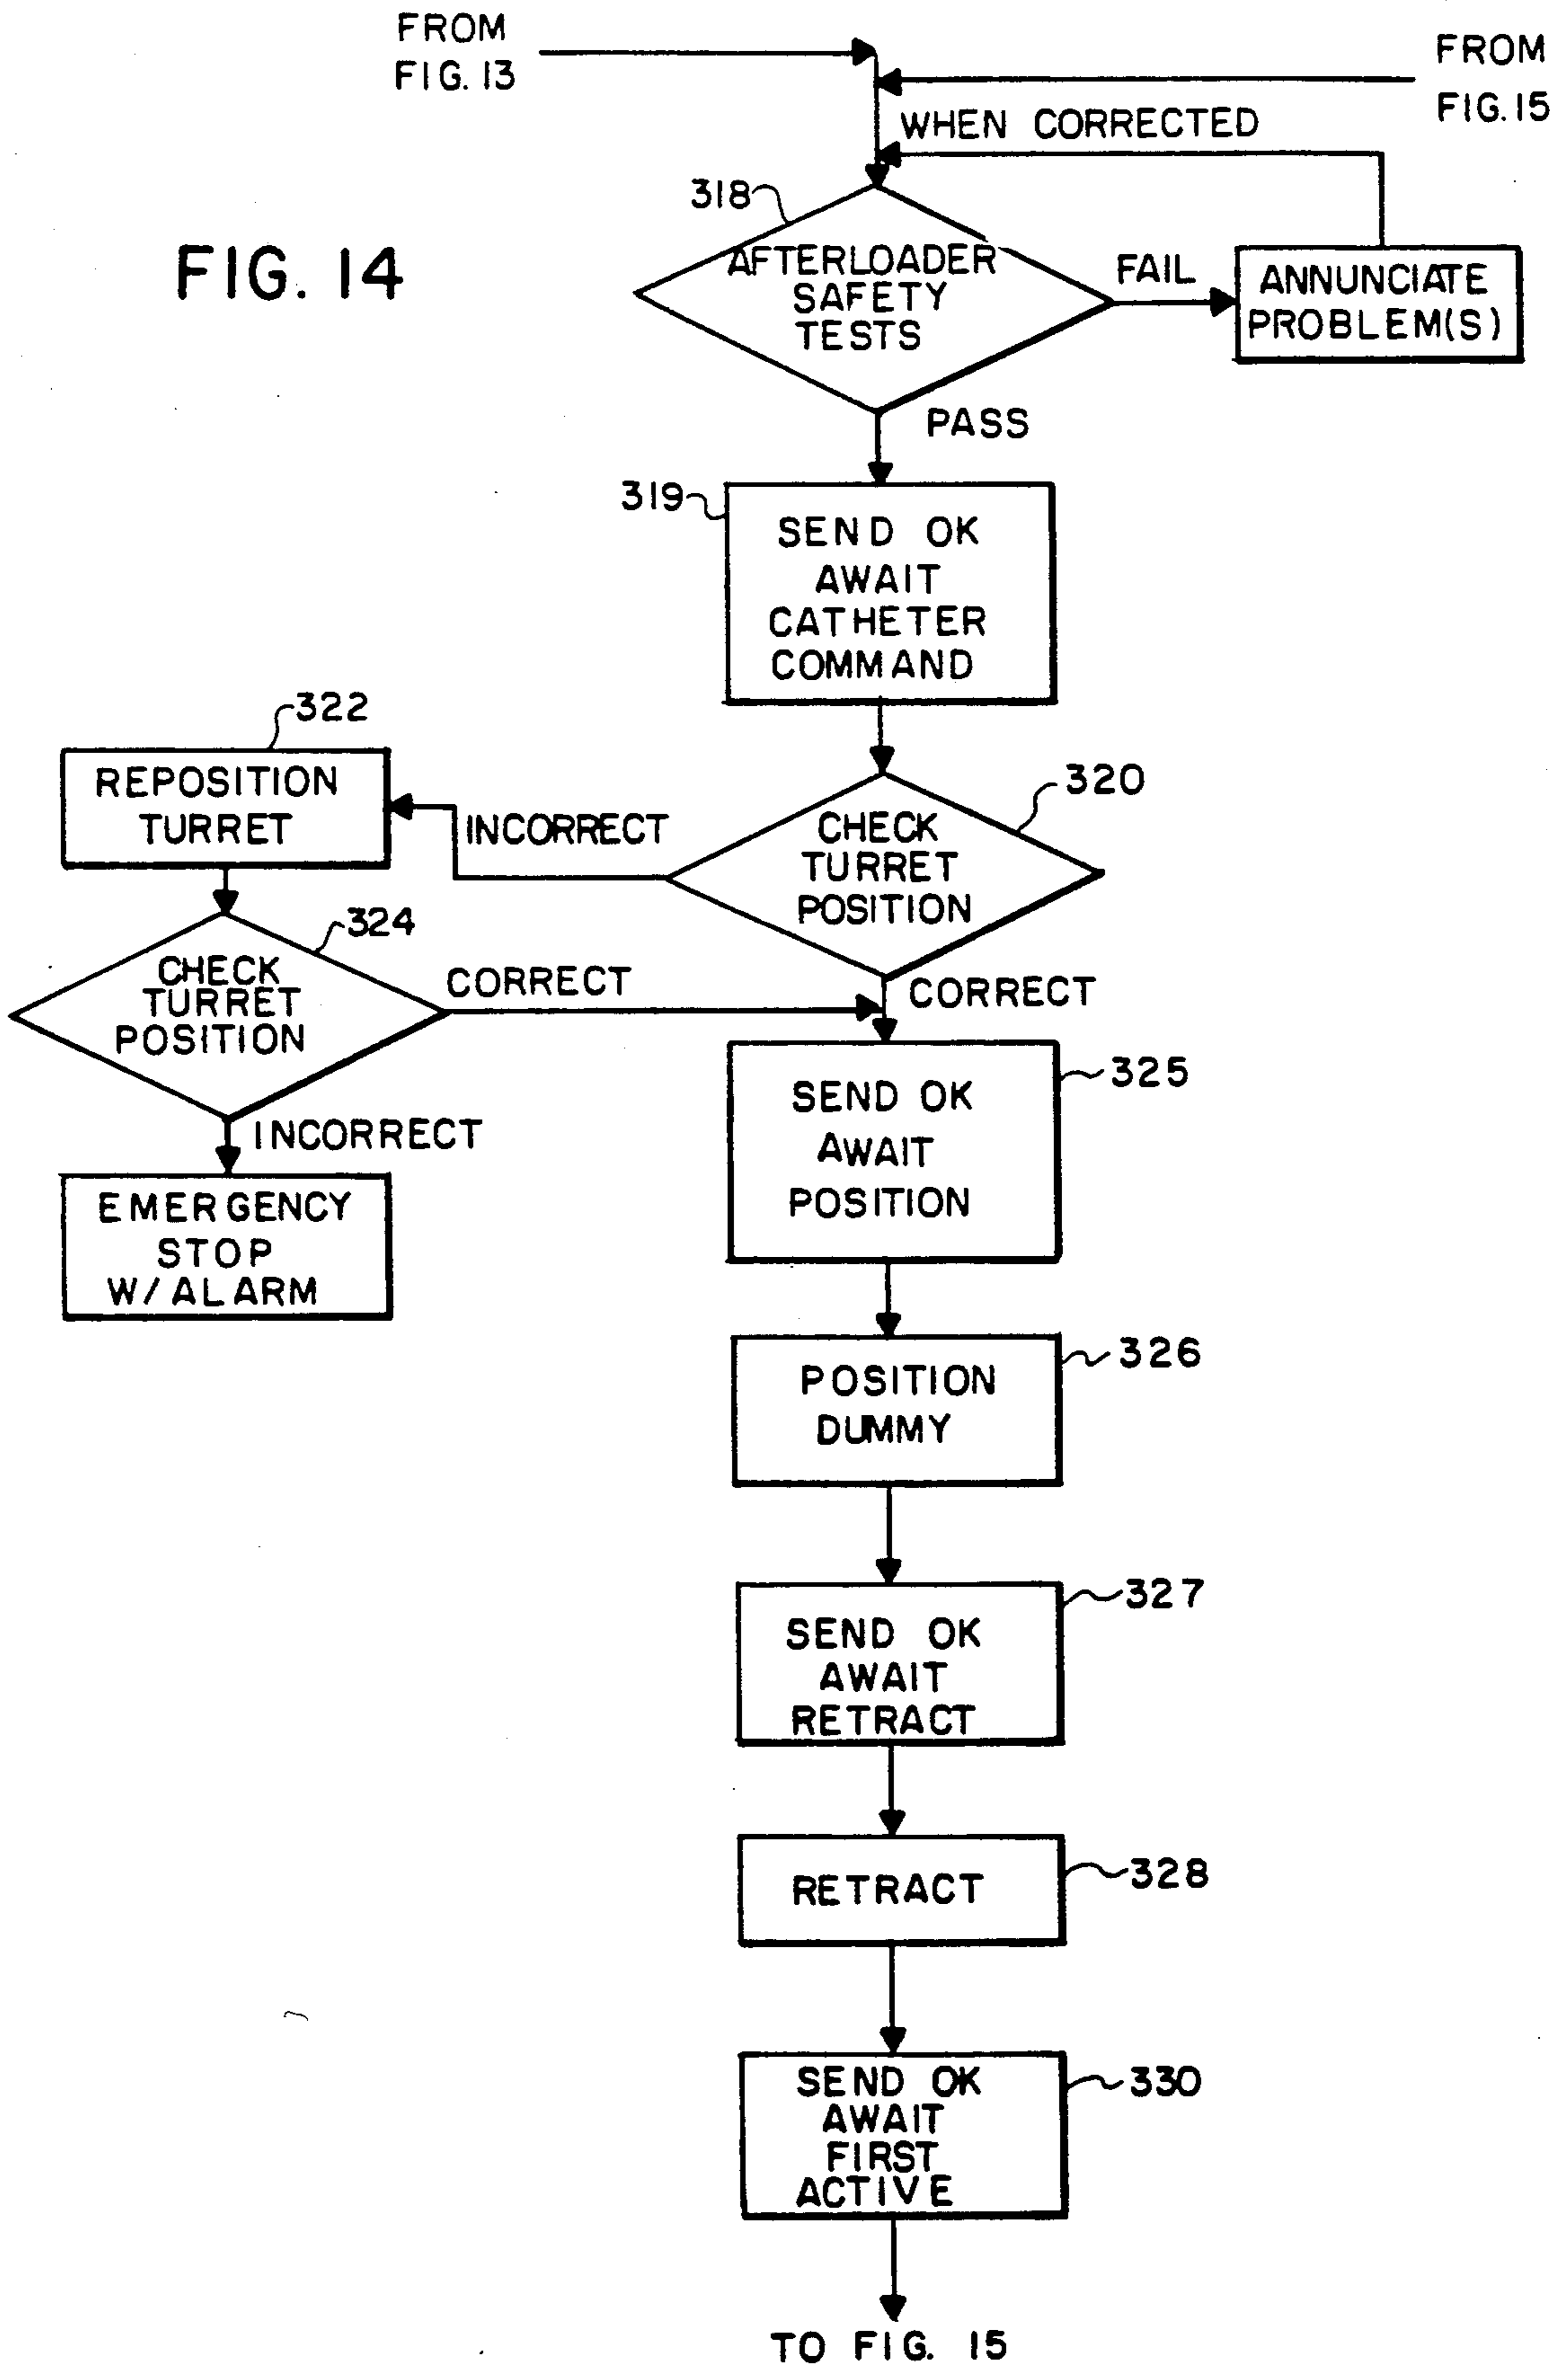 FROM
FIG. 13
FROM
FIG. 15
WHEN CORRECTED
318
FIG. 14
AFTERLOADER
SAFETY
TESTS
FAIL
ANNUNCIATE
PROBLEM(S)
PASS
319
SEND OK
AWAIT
CATHETER
COMMAND
322
REPOSITION
TURRET
INCORRECT
320
CHECK
TURRET
POSITION
324
CHECK
TURRET
POSITION
CORRECT
CORRECT
INCORRECT
EMERGENCY
STOP
W/ALARM
325
SEND OK
AWAIT
POSITION
326
POSITION
DUMMY
327
SEND OK
AWAIT
RETRACT
328
RETRACT
330
SEND OK
AWAIT
FIRST
ACTIVE
TO FIG. 15